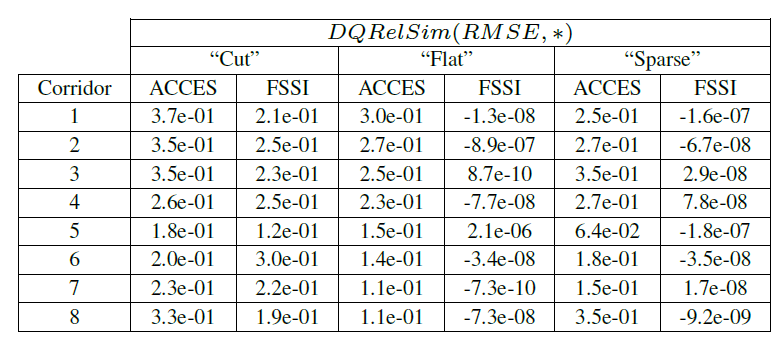 DQRelSim(RMSE, *)
“Cut” “Flat” “Sparse”
Corridor ACCES FSSI ACCES FSSI ACCES FSSI
1 3.7e-01 2.1e-01 3.0e-01 -1.3e-08 2.5e-01 -1.6e-07
2 3.5e-01 2.5e-01 2.7e-01 -8.9e-07 2.7e-01 -6.7e-08
3 3.5e-01 2.3e-01 2.5e-01 8.7e-10 3.5e-01 2.9e-08
4 2.6e-01 2.5e-01 2.3e-01 -7.7e-08 2.7e-01 7.8e-08
5 1.8e-01 1.2e-01 1.5e-01 2.1e-06 6.4e-02 -1.8e-07
6 2.0e-01 3.0e-01 1.4e-01 -3.4e-08 1.8e-01 -3.5e-08
7 2.3e-01 2.2e-01 1.1e-01 -7.3e-10 1.5e-01 1.7e-08
8 3.3e-01 1.9e-01 1.1e-01 -7.3e-08 3.5e-01 -9.2e-09